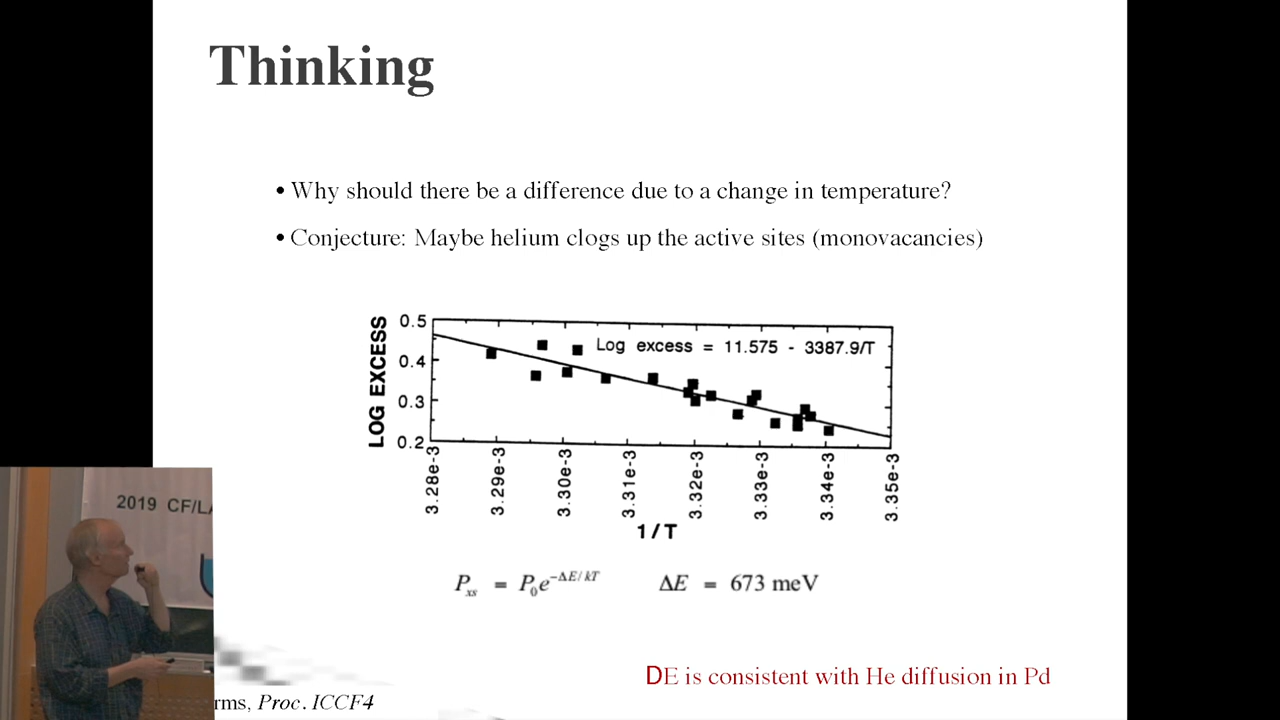 Thinking
• Why should there be a difference due to a change in temperature?
• Conjecture: Maybe helium clogs up the active sites (monovacancies)
LOG EXCESS
0.5
0.4
0.3
0.2
Log excess = 11.575 - 3387.9/T
3.28e-3
3.29e-3
3.30e-3
3.31e-3
3.32e-3
3.33e-3
3.34e-3
3.35e-3
1/T
2019 CF/LA
Pxs = P0e−ΔE/kT ΔE = 673 meV
DE is consistent with He diffusion in Pd
rms, Proc. ICCF4